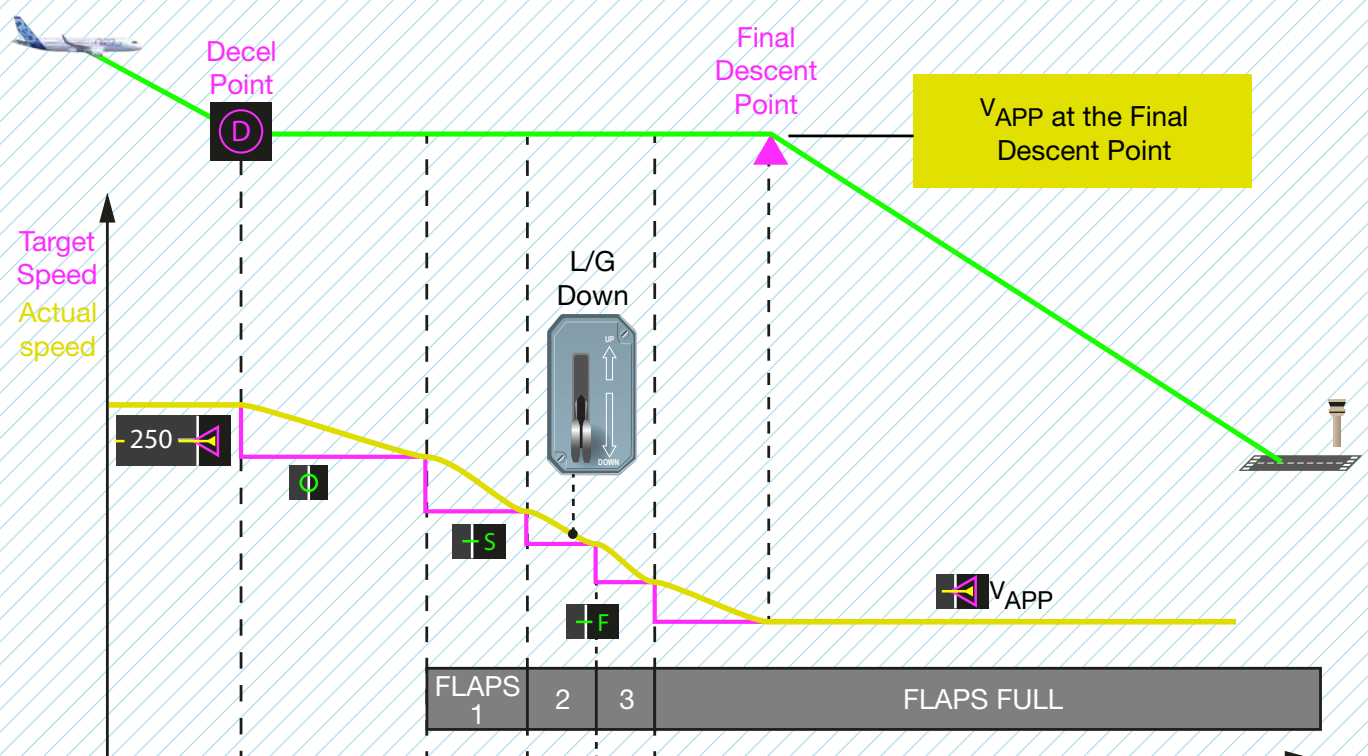 Decel
Point
D
Final
Descent
Point
VAPP at the Final
Descent Point
Target
Speed
Actual
speed
L/G
Down
UP
DOWN
250
S
F
VAPP
FLAPS
1
2
3
FLAPS FULL